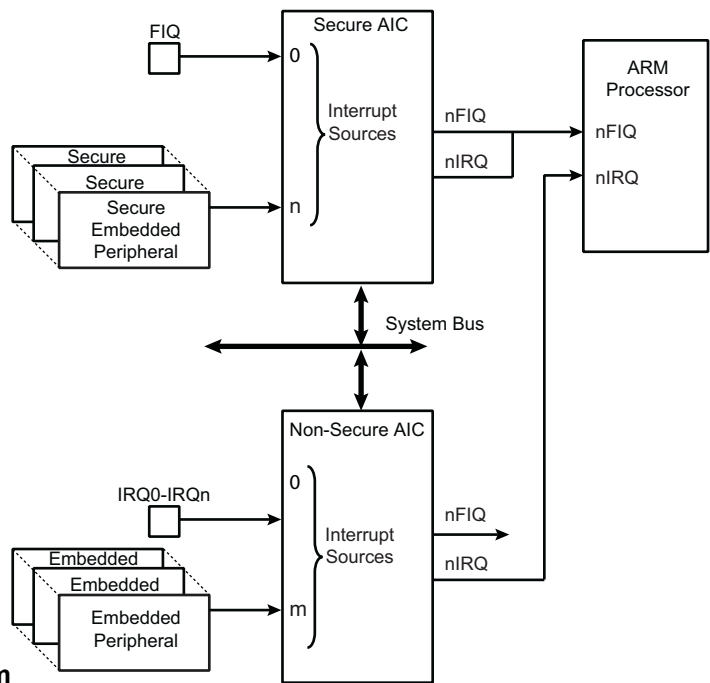 FIQ
Secure AIC
0
Interrupt
Sources
n
nFIQ
nIRQ
ARM
Processor
nFIQ
nIRQ
Secure
Secure
Secure
Embedded
Peripheral
System Bus
Non-Secure AIC
IRQ0-IRQn
0
Interrupt
Sources
m
nFIQ
nIRQ
Embedded
Embedded
Embedded
Peripheral